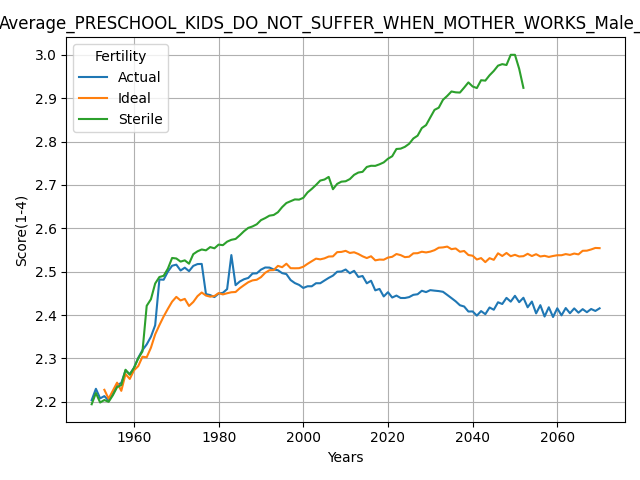 Average_PRESCHOOL_KIDS_DO_NOT_SUFFER_WHEN_MOTHER_WORKS_Male_
Fertility
Actual
Ideal
Sterile
Score(1-4)
3.0
2.9
2.8
2.7
2.6
2.5
2.4
2.3
2.2
1960 1980 2000 2020 2040 2060
Years